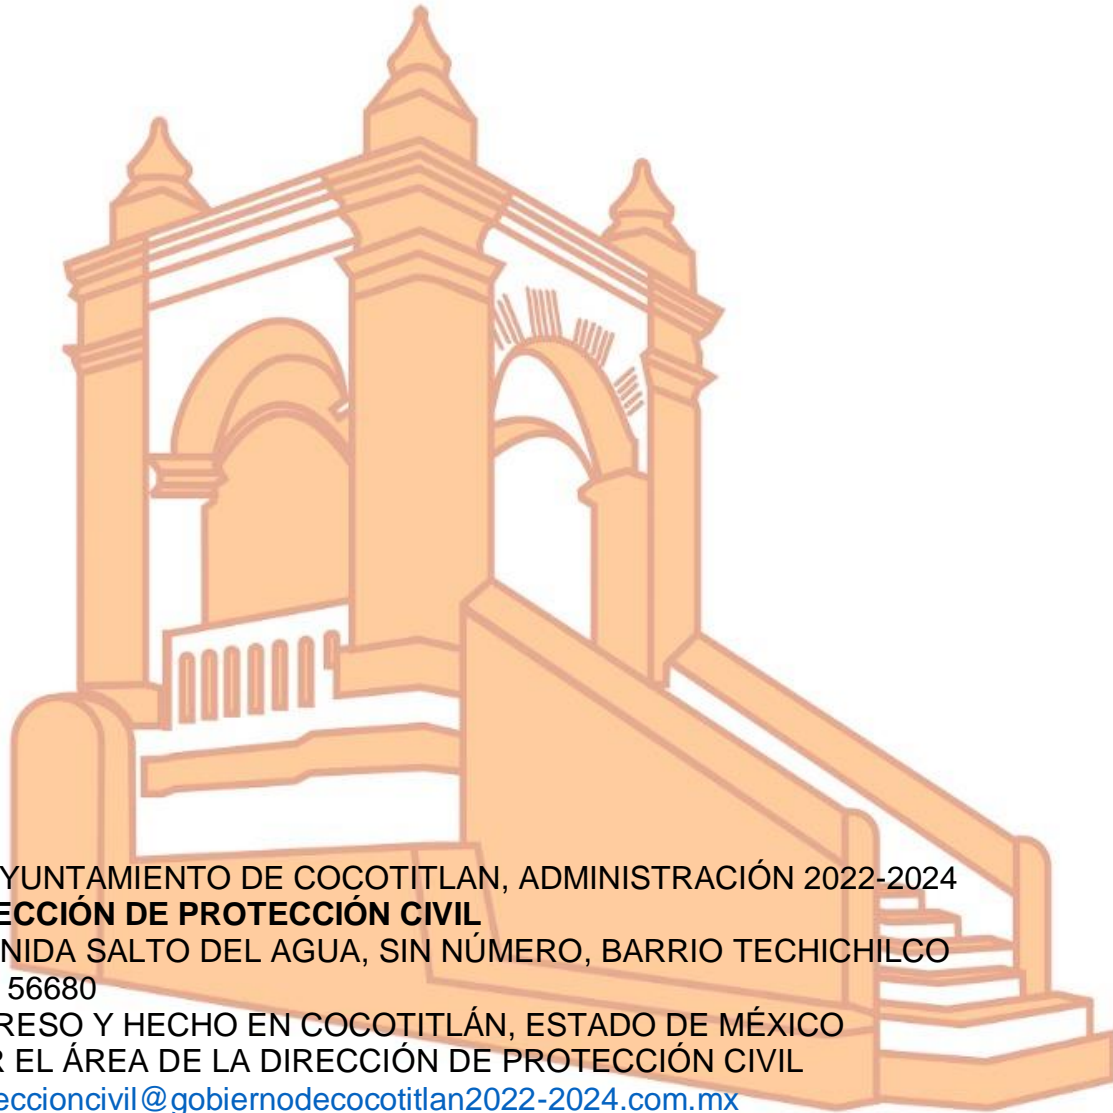 YUNTAMIENTO DE COCOTITLAN, ADMINISTRACIÓN 2022-2024
ECCIÓN DE PROTECCIÓN CIVIL
NIDA SALTO DEL AGUA, SIN NÚMERO, BARRIO TECHICHILCO
56680
RESO Y HECHO EN COCOTITLÁN, ESTADO DE MÉXICO
R EL ÁREA DE LA DIRECCIÓN DE PROTECCIÓN CIVIL
eccioncivil@gobiernodecocotitlan2022-2024.com.mx